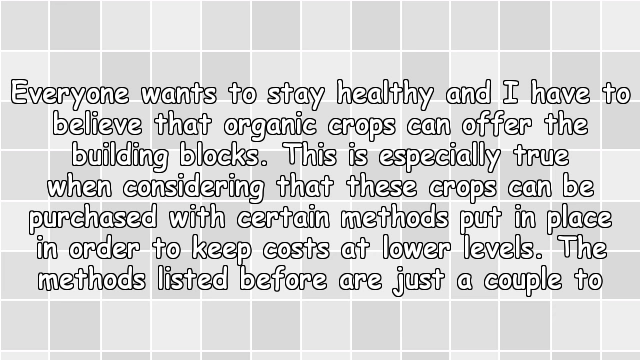 Everyone wants to stay healthy and I have to
believe that organic crops can offer the
building blocks. This is especially true
when considering that these crops can be
purchased with certain methods put in place
in order to keep costs at lower levels. The
methods listed before are just a couple to